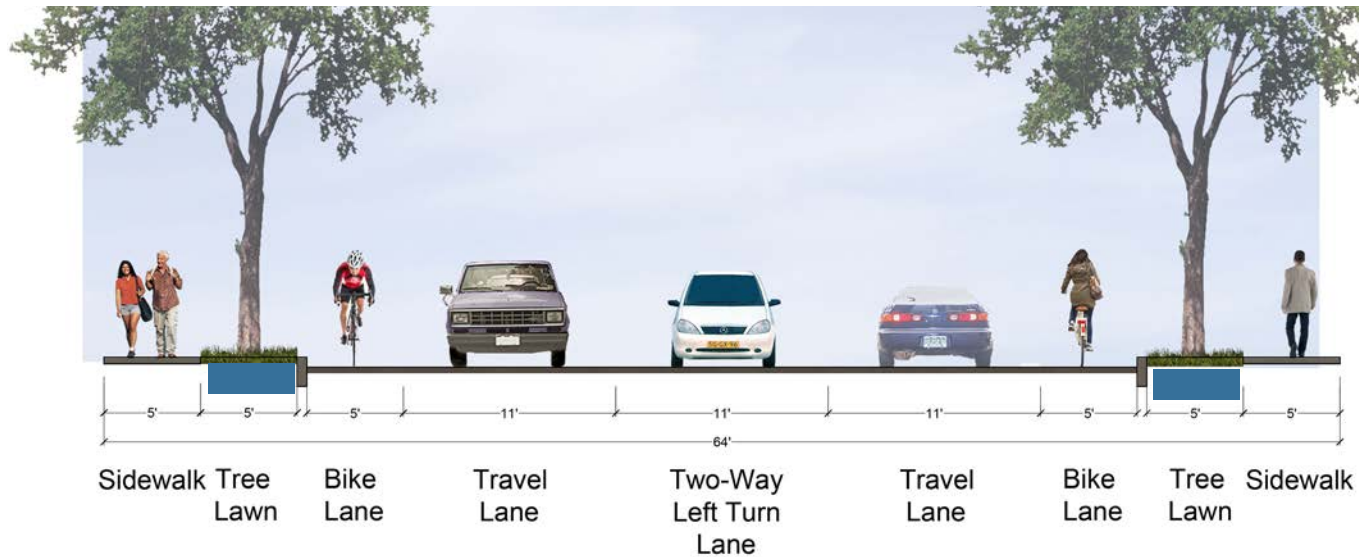 5' 5' 5' 11' 11' 11' 5' 5' 5'
64'
Sidewalk Tree Lawn Bike Lane Travel Lane Two-Way Left Turn Lane Travel Lane Bike Lane Tree Lawn Sidewalk